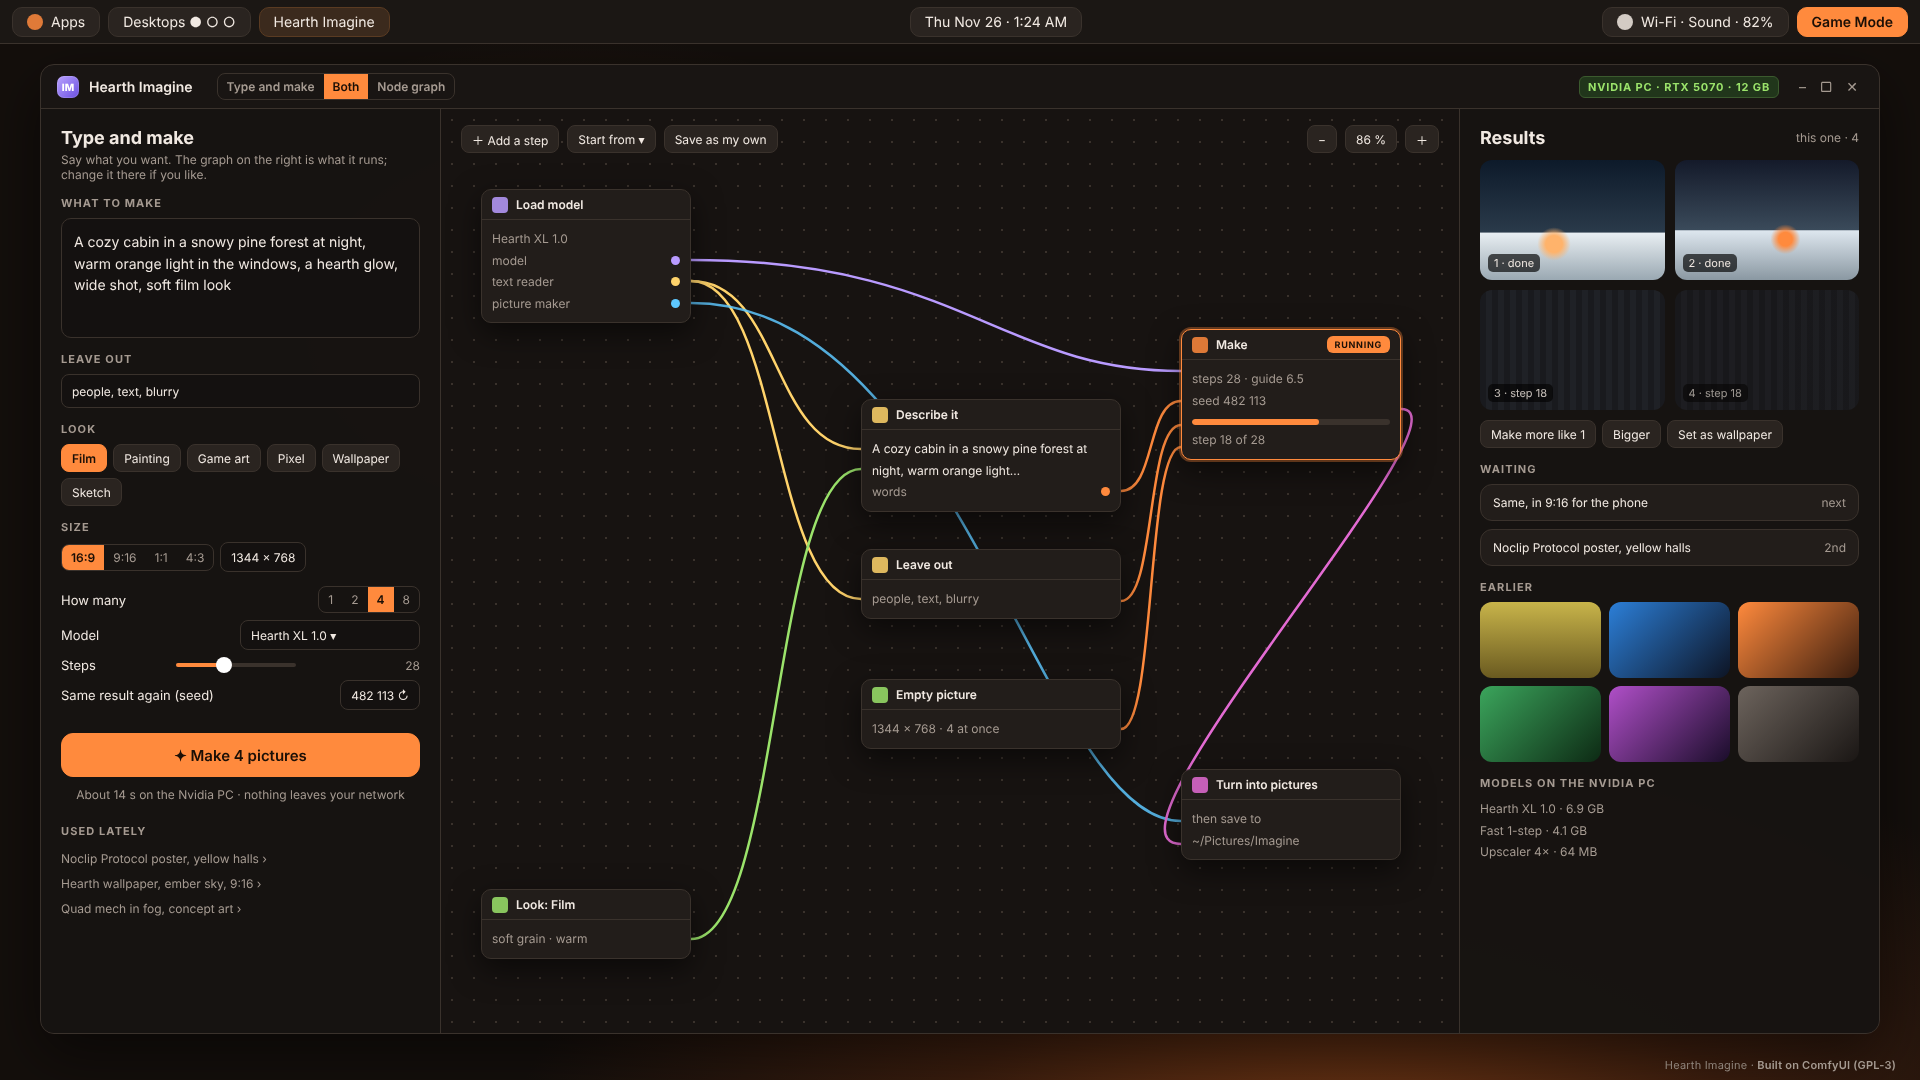 Apps
Desktops
Hearth Imagine
Thu Nov 26 · 1:24 AM
Wi-Fi · Sound · 82%
Game Mode
IM
Hearth Imagine
Type and make
Both
Node graph
NVIDIA PC · RTX 5070 · 12 GB
Type and make
Say what you want. The graph on the right is what it runs;
change it there if you like.
WHAT TO MAKE
A cozy cabin in a snowy pine forest at night,
warm orange light in the windows, a hearth glow,
wide shot, soft film look
LEAVE OUT
people, text, blurry
LOOK
Film
Painting
Game art
Pixel
Wallpaper
Sketch
SIZE
16:9
9:16
1:1
4:3
1344 × 768
How many
1
2
4
8
Model
Hearth XL 1.0 ▾
Steps
28
Same result again (seed)
482 113 ↻
✦ Make 4 pictures
About 14 s on the Nvidia PC · nothing leaves your network
USED LATELY
Noclip Protocol poster, yellow halls ›
Hearth wallpaper, ember sky, 9:16 ›
Quad mech in fog, concept art ›
+ Add a step
Start from ▾
Save as my own
−
86 %
+
Load model
Hearth XL 1.0
model
text reader
picture maker
Describe it
A cozy cabin in a snowy pine forest at
night, warm orange light...
words
Leave out
people, text, blurry
Empty picture
1344 × 768 · 4 at once
Make
RUNNING
steps 28 · guide 6.5
seed 482 113
step 18 of 28
Turn into pictures
then save to
~/Pictures/Imagine
Look: Film
soft grain · warm
Results
this one · 4
1 · done
2 · done
3 · step 18
4 · step 18
Make more like 1
Bigger
Set as wallpaper
WAITING
Same, in 9:16 for the phone
next
Noclip Protocol poster, yellow halls
2nd
EARLIER
MODELS ON THE NVIDIA PC
Hearth XL 1.0 · 6.9 GB
Fast 1-step · 4.1 GB
Upscaler 4× · 64 MB
Hearth Imagine · Built on ComfyUI (GPL-3)